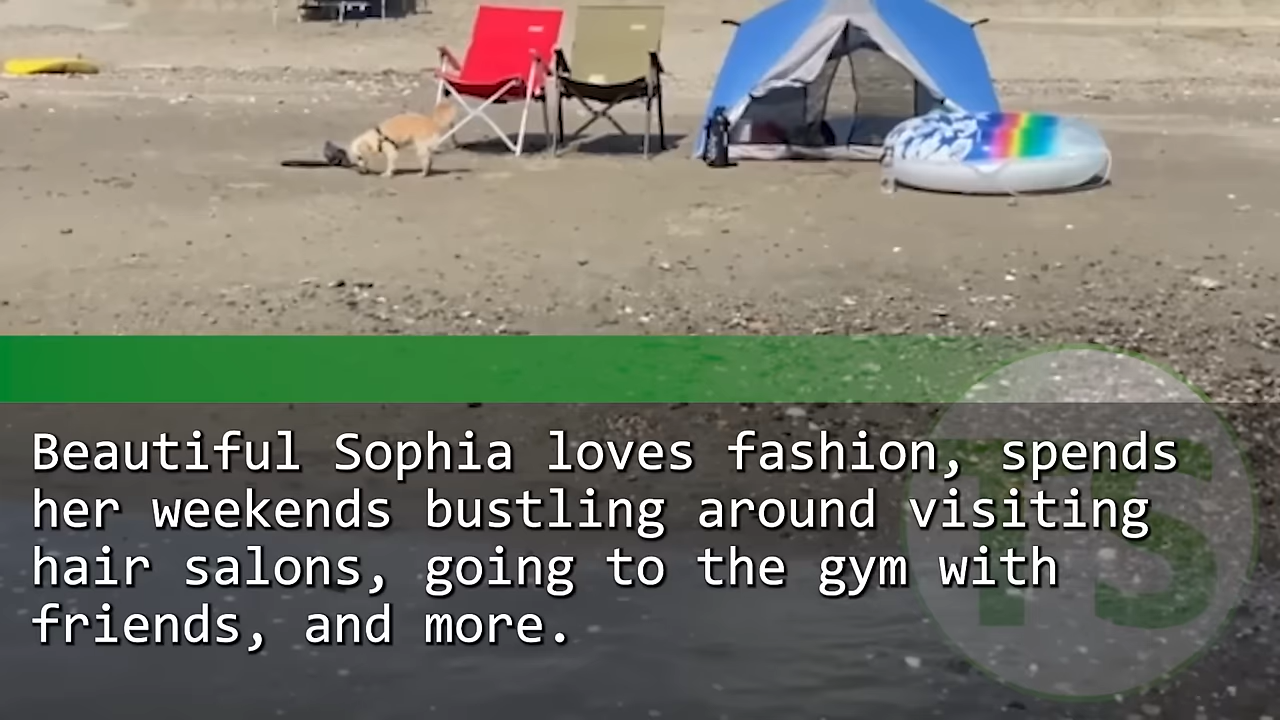 Beautiful Sophia loves fashion, spends
her weekends bustling around visiting
hair salons, going to the gym with
friends, and more.
TS